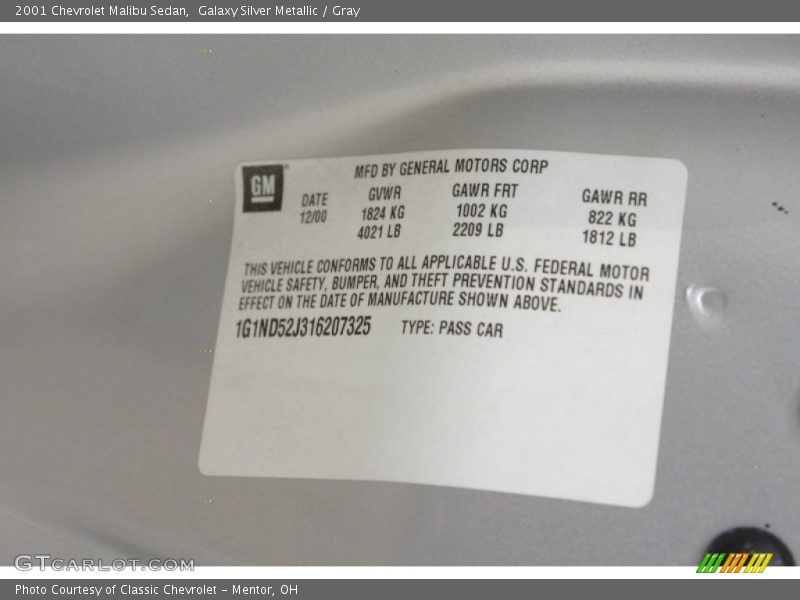 2001 Chevrolet Malibu Sedan,  Galaxy Silver Metallic / Gray
GM
MFD BY GENERAL MOTORS CORP
DATE GVWR GAWR FRT GAWR RR
12/00 1824 KG 1002 KG 822 KG
4021 LB 2209 LB 1812 LB
THIS VEHICLE CONFORMS TO ALL APPLICABLE U.S. FEDERAL MOTOR
VEHICLE SAFETY, BUMPER, AND THEFT PREVENTION STANDARDS IN
EFFECT ON THE DATE OF MANUFACTURE SHOWN ABOVE.
1G1ND52J316207325 TYPE: PASS CAR
GTCARLOT.COM
Photo Courtesy of Classic Chevrolet - Mentor, OH